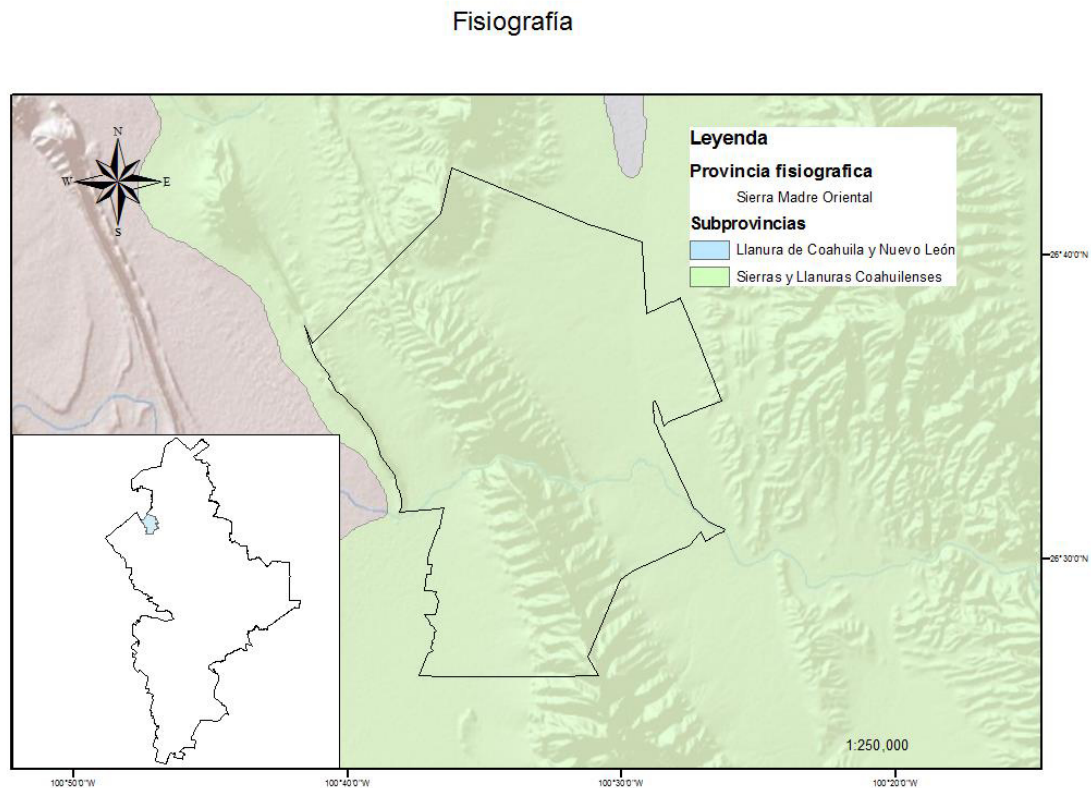 Fisiografía
N
W
E
S
Leyenda
Provincia fisiografica
Sierra Madre Oriental
Subprovincias
Llanura de Coahuila y Nuevo León
Sierras y Llanuras Coahuilenses
26°40'0"N
26°30'0"N
1:250,000
100°50'0"W
100°40'0"W
100°30'0"W
100°20'0"W